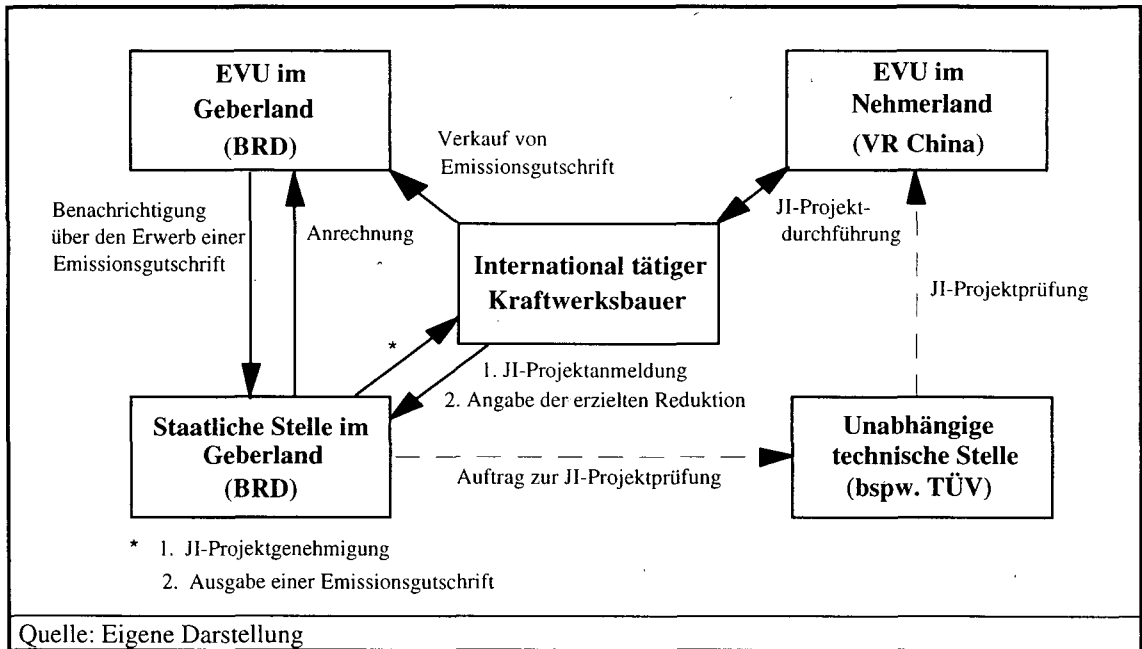 EVU im
Geberland
(BRD)
EVU im
Nehmerland
(VR China)
Verkauf von
Emissionsgutschrift
Benachrichtigung
über den Erwerb einer
Emissionsgutschrift
Anrechnung
JI-Projekt-
durchführung
International tätiger
Kraftwerksbauer
JI-Projektprüfung
*
1. JI-Projektanmeldung
2. Angabe der erzielten Reduktion
Staatliche Stelle im
Geberland
(BRD)
Auftrag zur JI-Projektprüfung
Unabhängige
technische Stelle
(bspw. TÜV)
* 1. JI-Projektgenehmigung
2. Ausgabe einer Emissionsgutschrift
Quelle: Eigene Darstellung